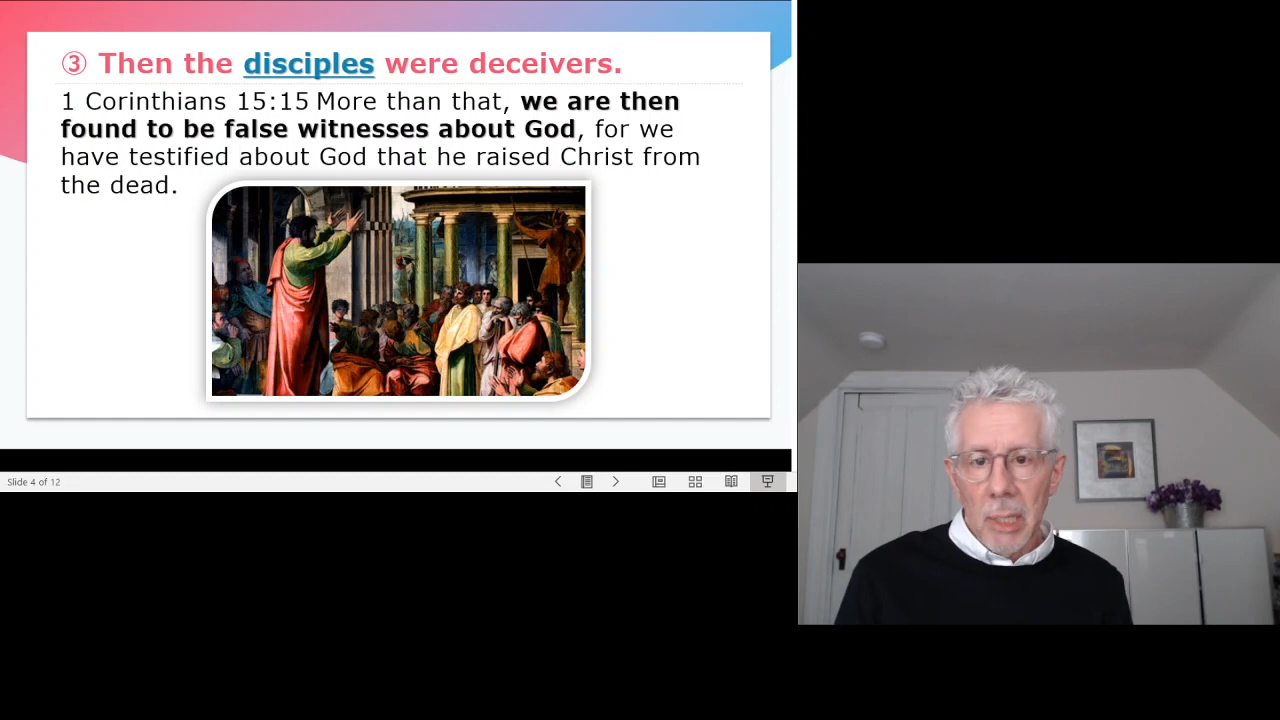 ③ Then the disciples were deceivers.
1 Corinthians 15:15 More than that, we are then
found to be false witnesses about God, for we
have testified about God that he raised Christ from
the dead.
Slide 4 of 12